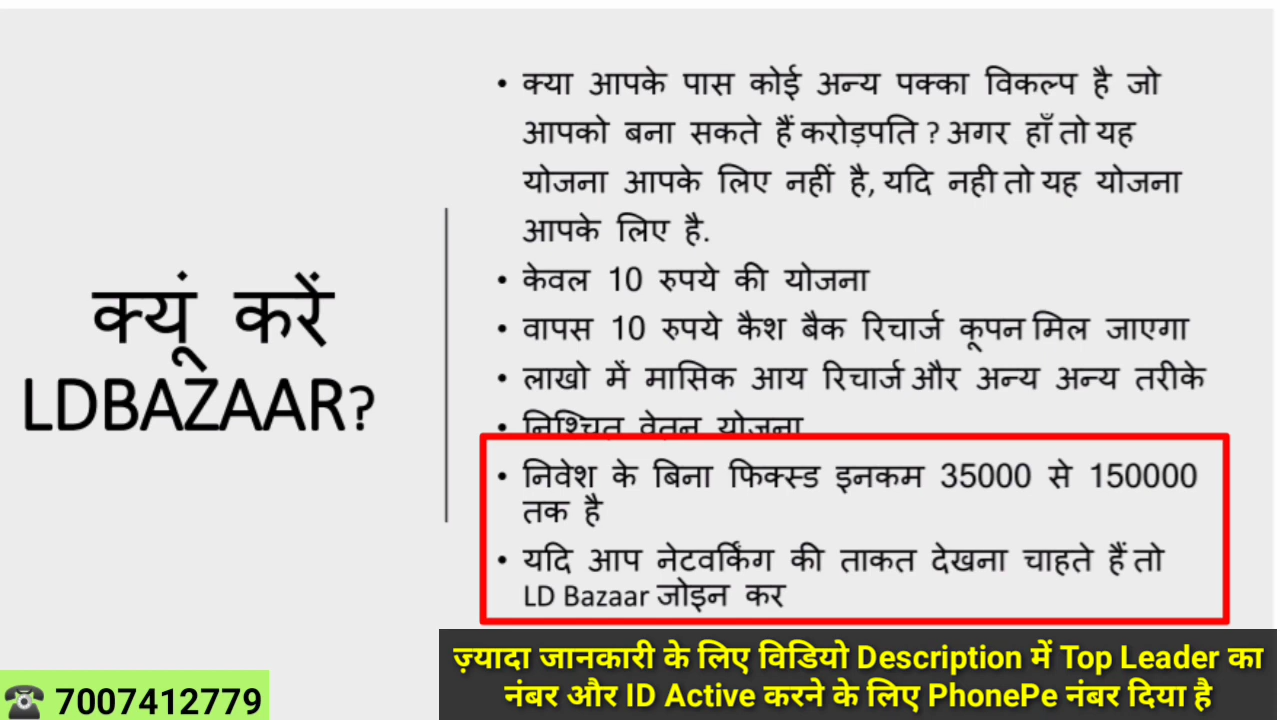 क्यूं करें
LDBAZAAR?
• क्या आपके पास कोई अन्य पक्का विकल्प है जो
आपको बना सकते हैं करोड़पति ? अगर हाँ तो यह
योजना आपके लिए नहीं है, यदि नही तो यह योजना
आपके लिए है.
• केवल 10 रुपये की योजना
• वापस 10 रुपये कैश बैक रिचार्ज कूपन मिल जाएगा
• लाखो में मासिक आय रिचार्ज और अन्य अन्य तरीके
• निश्चित वेतन योजना
• निवेश के बिना फिक्स्ड इनकम 35000 से 150000
तक है
• यदि आप नेटवर्किंग की ताकत देखना चाहते हैं तो
LD Bazaar जोइन कर
ज़्यादा जानकारी के लिए विडियो Description में Top Leader का
नंबर और ID Active करने के लिए PhonePe नंबर दिया है
☎ 7007412779